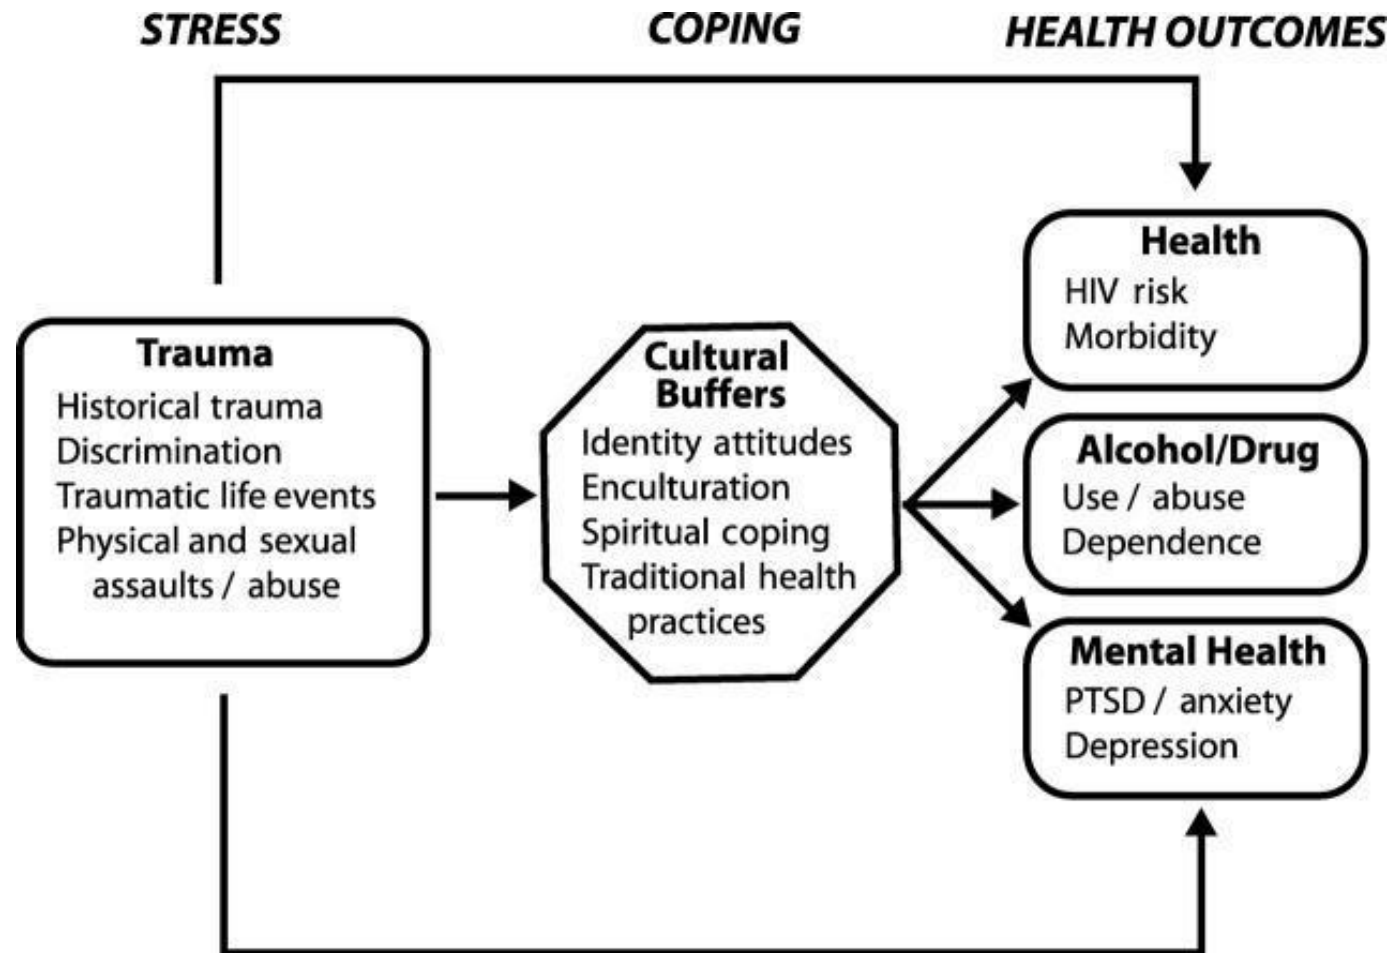 STRESS
COPING
HEALTH OUTCOMES
Trauma
Historical trauma
Discrimination
Traumatic life events
Physical and sexual
assaults / abuse
Cultural
Buffers
Identity attitudes
Enculturation
Spiritual coping
Traditional health
practices
Health
HIV risk
Morbidity
Alcohol/Drug
Use / abuse
Dependence
Mental Health
PTSD / anxiety
Depression